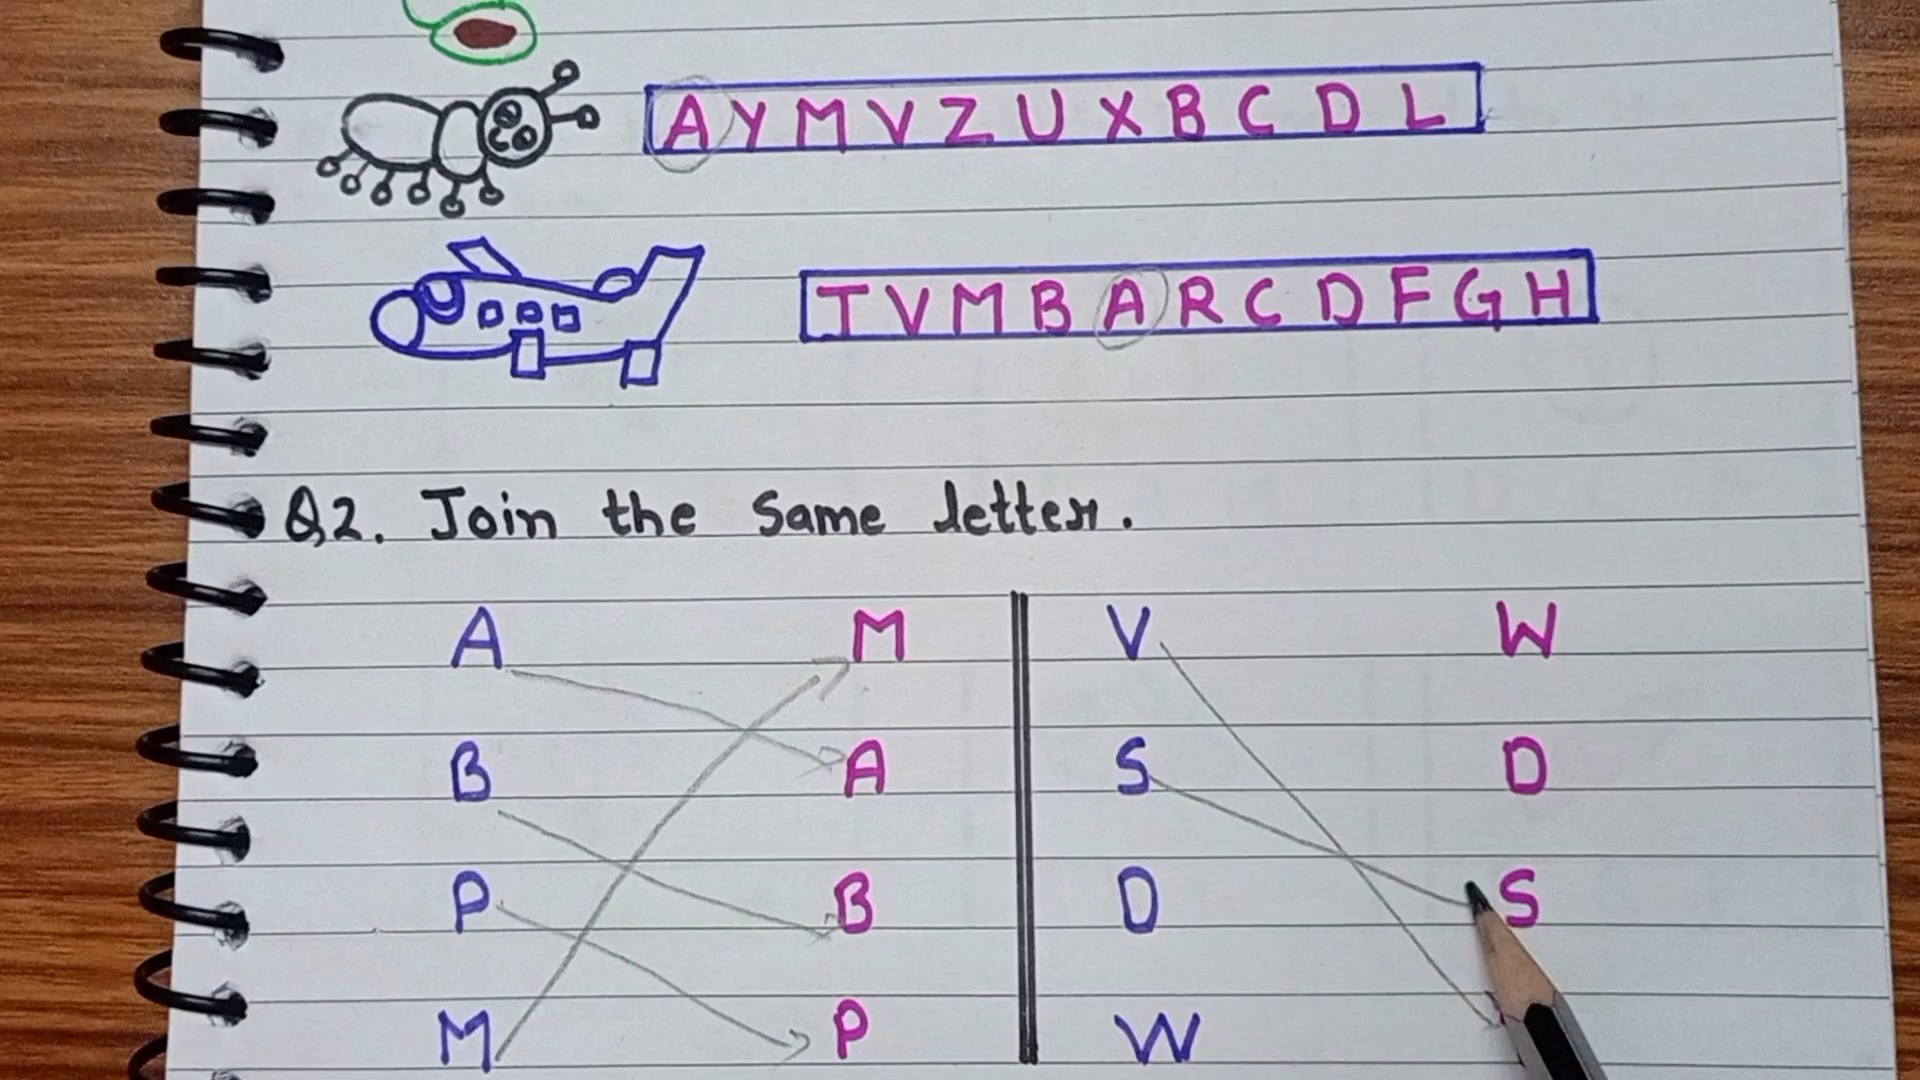 A Y M V Z U X B C D L
T V M B A R C D F G H
Q2. Join the Same letter.
A M V W
B A S D
P B D S
M P W